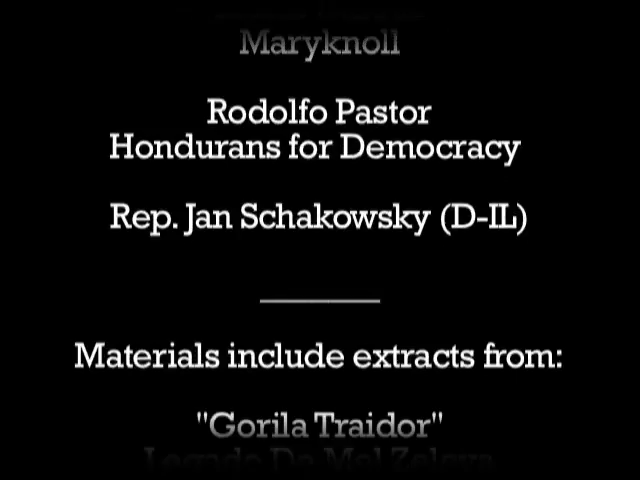 Maryknoll
Rodolfo Pastor
Hondurans for Democracy
Rep. Jan Schakowsky (D-IL)
Materials include extracts from:
"Gorila Traidor"